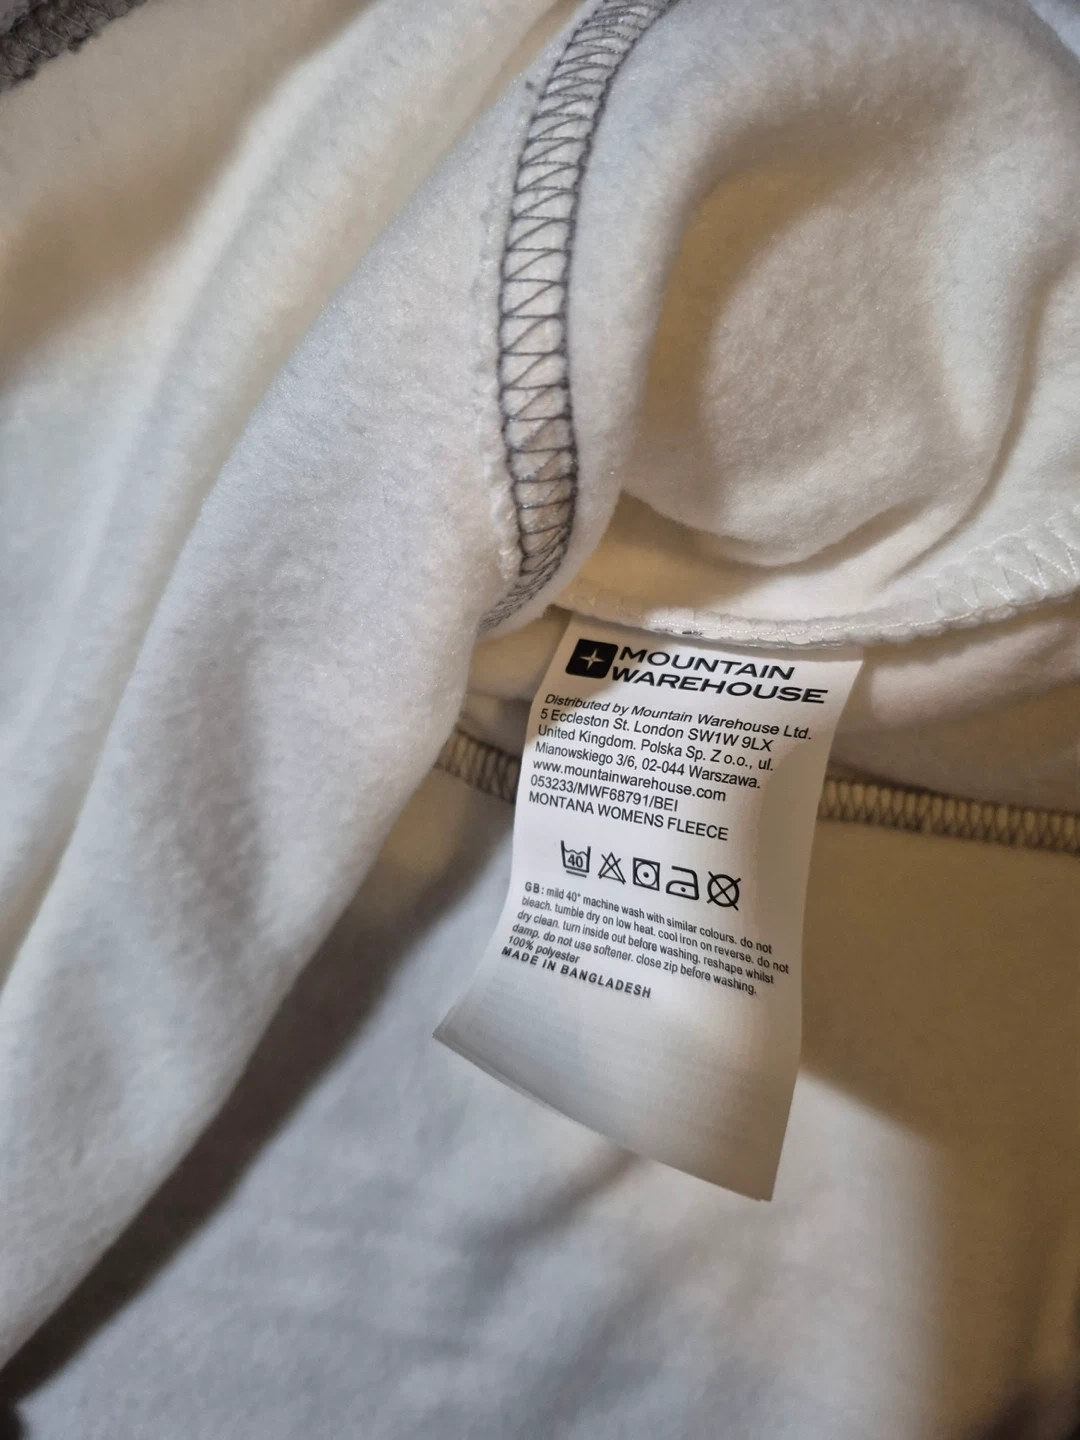 MOUNTAIN
WAREHOUSE
Distributed by Mountain Warehouse Ltd.
5 Eccleston St. London SW1W 9LX
United Kingdom. Polska Sp. Z o.o., ul.
Mianowskiego 3/6, 02-044 Warszawa.
www.mountainwarehouse.com
053233/MWF68791/BEI
MONTANA WOMENS FLEECE
40
GB: mild 40° machine wash with similar colours. do not
bleach. tumble dry on low heat. cool iron on reverse. do not
dry clean. turn inside out before washing. reshape whilst
damp. do not use softener. close zip before washing.
100% polyester
MADE IN BANGLADESH